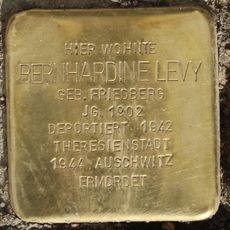 HIER WOHNTE
BERNHARDINE LEVY
GEB. FRIEDBERG
JG. 1902
DEPORTIERT 1942
THERESIENSTADT
1944 AUSCHWITZ
ERMORDET